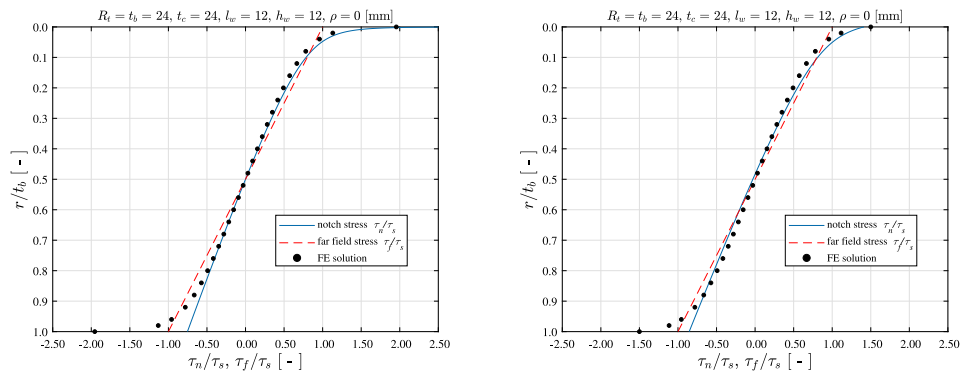 R_t = t_b = 24, t_c = 24, l_w = 12, h_w = 12, ρ = 0 [mm]
0.0
0.1
0.2
0.3
0.4
0.5
0.6
0.7
0.8
0.9
1.0
r/t_b [ - ]
notch stress τ_n/τ_s
far field stress τ_f/τ_s
FE solution
-2.50 -2.00 -1.50 -1.00 -0.50 0.00 0.50 1.00 1.50 2.00 2.50
τ_n/τ_s, τ_f/τ_s [ - ]
R_t = t_b = 24, t_c = 24, l_w = 12, h_w = 12, ρ = 0 [mm]
0.0
0.1
0.2
0.3
0.4
0.5
0.6
0.7
0.8
0.9
1.0
r/t_b [ - ]
notch stress τ_n/τ_s
far field stress τ_f/τ_s
FE solution
-2.50 -2.00 -1.50 -1.00 -0.50 0.00 0.50 1.00 1.50 2.00 2.50
τ_n/τ_s, τ_f/τ_s [ - ]